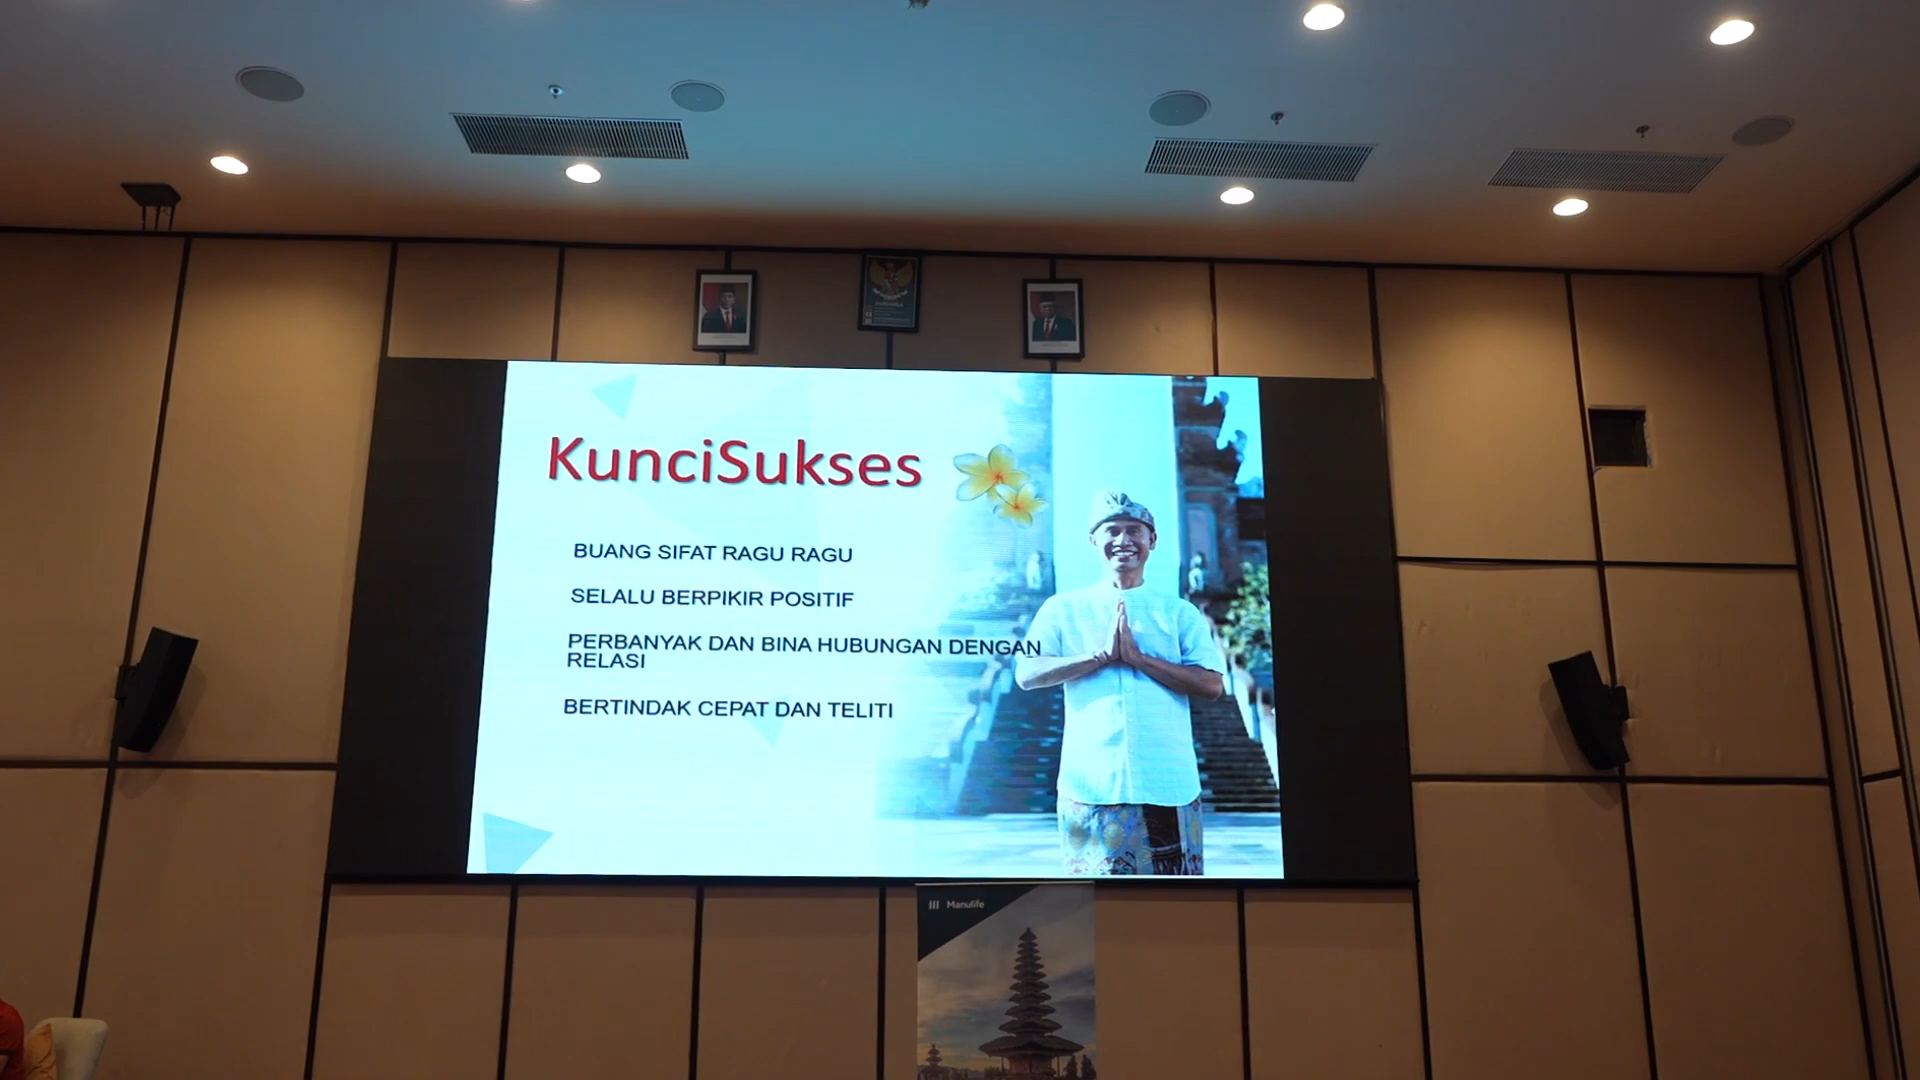 KunciSukses
BUANG SIFAT RAGU RAGU
SELALU BERPIKIR POSITIF
PERBANYAK DAN BINA HUBUNGAN DENGAN
RELASI
BERTINDAK CEPAT DAN TELITI
Manulife